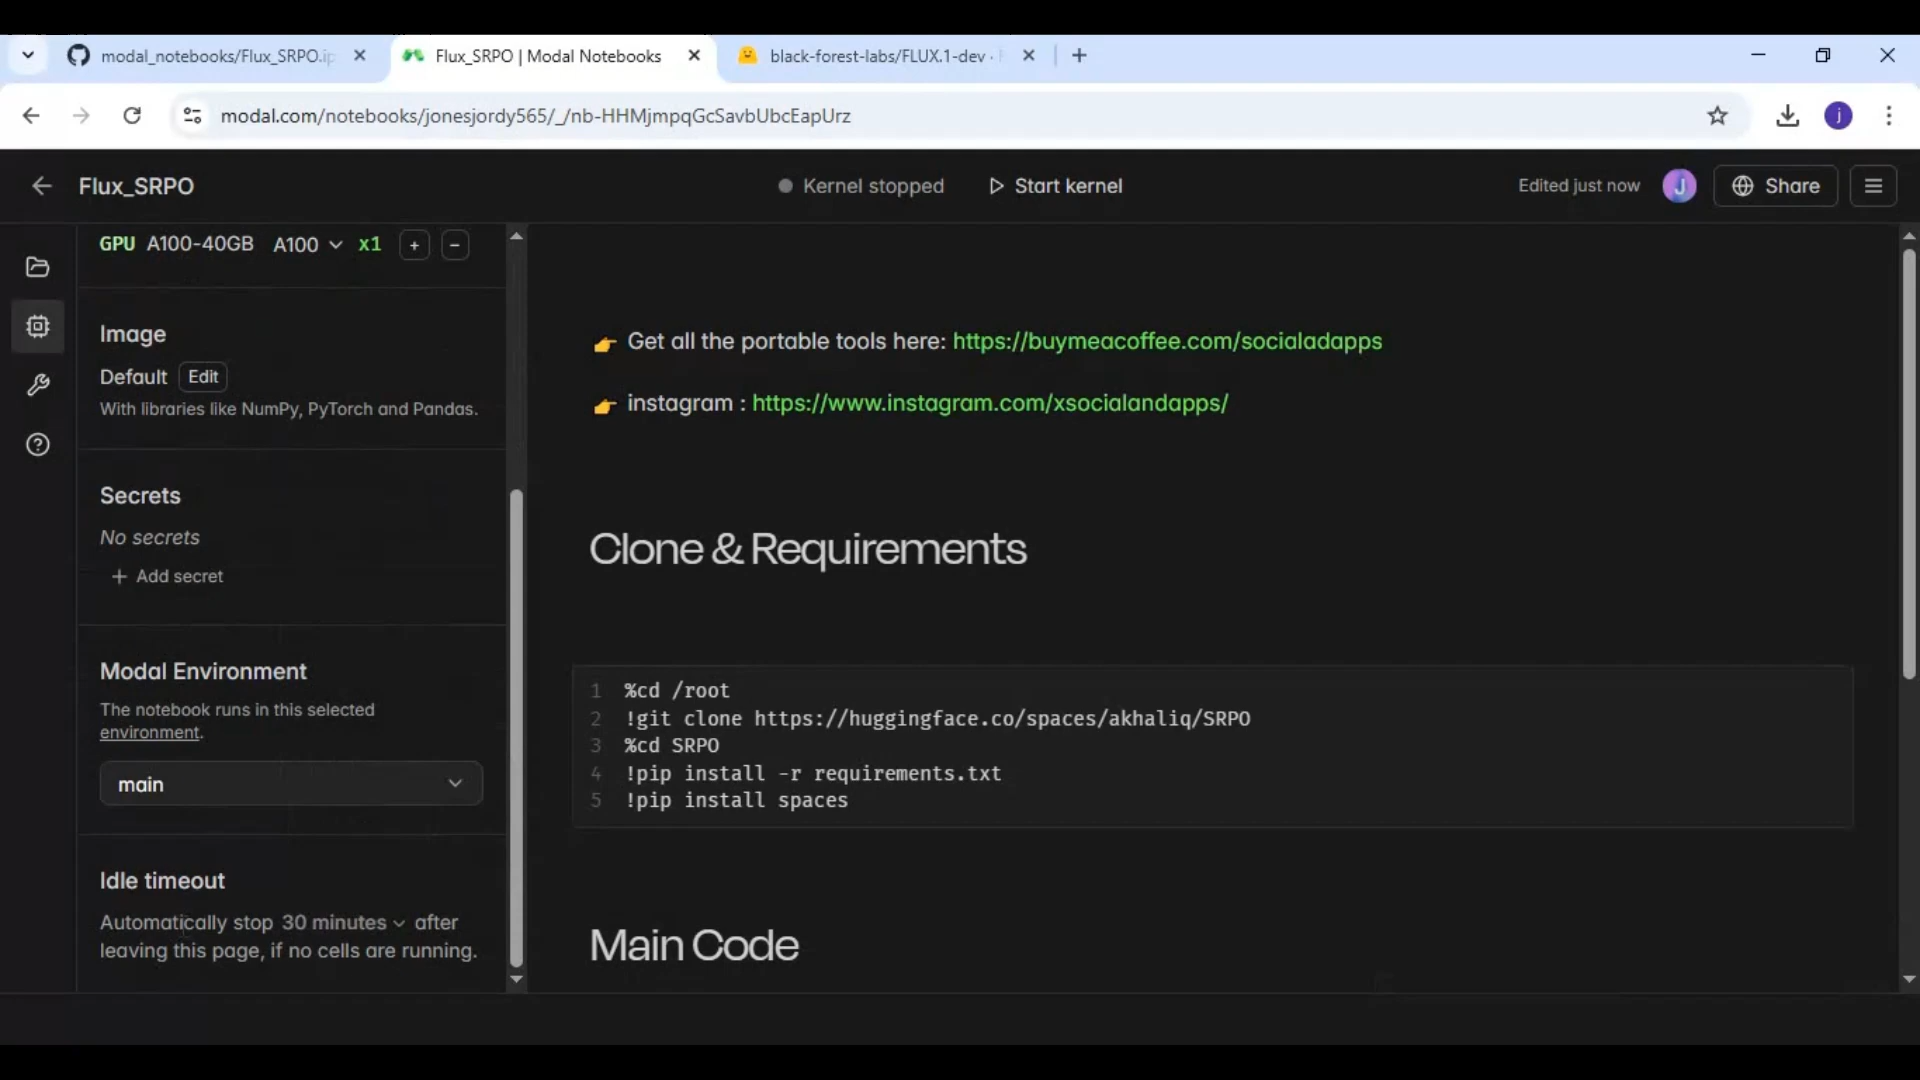 modal_notebooks/Flux_SRPO.ip
Flux_SRPO | Modal Notebooks
black-forest-labs/FLUX.1-dev ·
modal.com/notebooks/jonesjordy565/_/nb-HHMjmpqGcSavbUbcEapUrz
j
Flux_SRPO
Kernel stopped
Start kernel
Edited just now
J
Share
GPU A100-40GB A100 x1 + -
Image
Default Edit
With libraries like NumPy, PyTorch and Pandas.
Secrets
No secrets
+ Add secret
Modal Environment
The notebook runs in this selected
environment.
main
Idle timeout
Automatically stop 30 minutes after
leaving this page, if no cells are running.
👉 Get all the portable tools here: https://buymeacoffee.com/socialadapps
👉 instagram : https://www.instagram.com/xsocialandapps/
Clone & Requirements
1 %cd /root
2 !git clone https://huggingface.co/spaces/akhaliq/SRPO
3 %cd SRPO
4 !pip install -r requirements.txt
5 !pip install spaces
Main Code